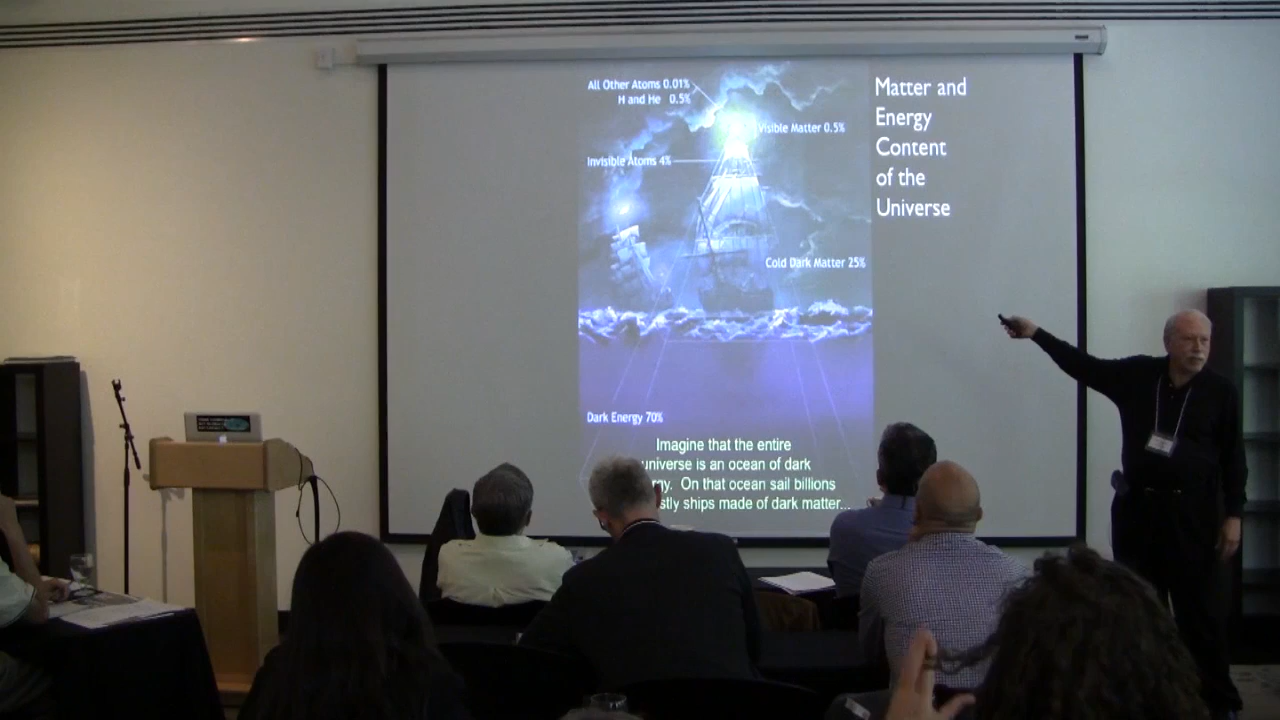 All Other Atoms 0.01%
H and He 0.5%
Visible Matter 0.5%
Invisible Atoms 4%
Cold Dark Matter 25%
Dark Energy 70%
Matter and
Energy
Content
of the
Universe
Imagine that the entire
universe is an ocean of dark
On that ocean sail billions
ships made of dark matter...